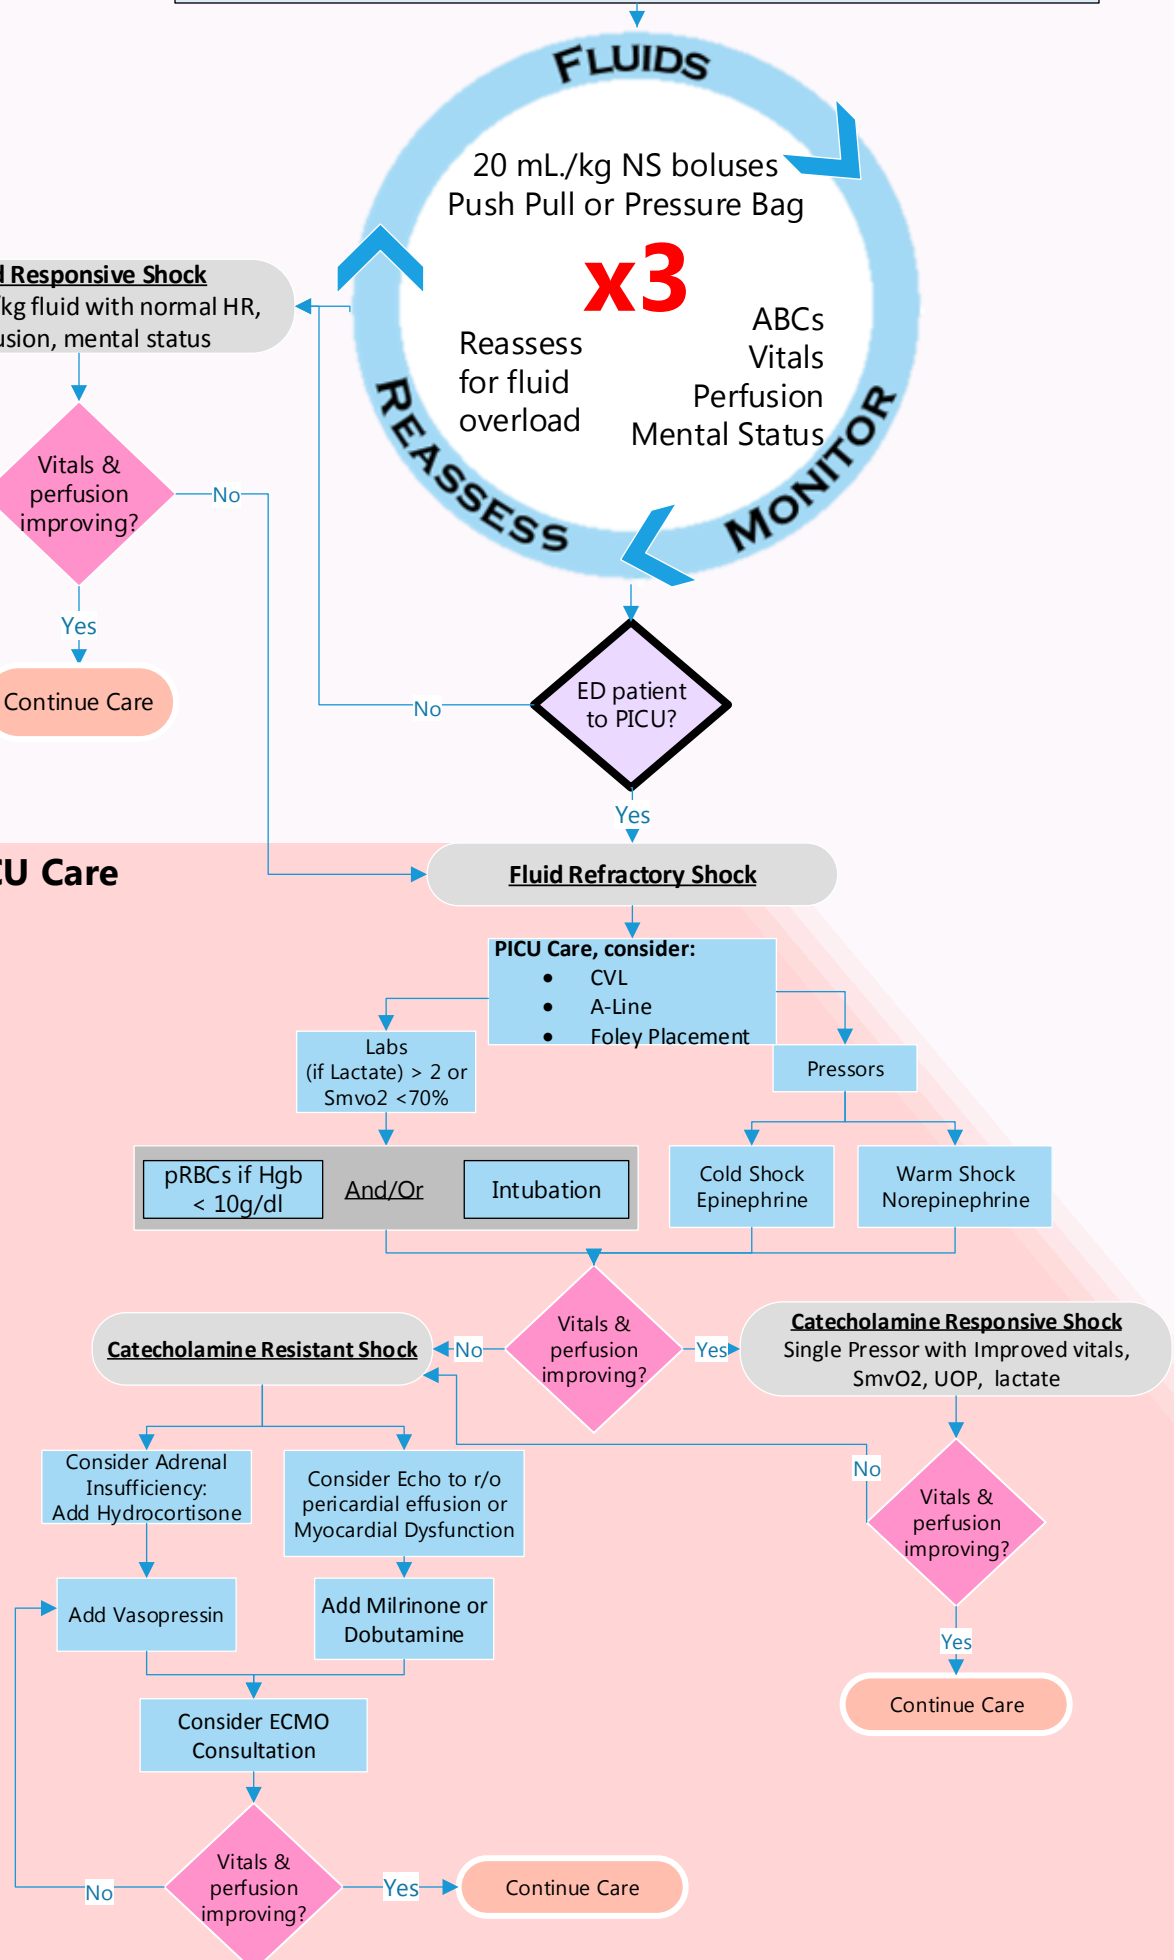 FLUIDS
20 mL./kg NS boluses
Push Pull or Pressure Bag
x3
ABCs
Vitals
Perfusion
Mental Status
MONITOR
Reassess
for fluid
overload
REASSESS
d Responsive Shock
/kg fluid with normal HR,
usion, mental status
Vitals &
perfusion
improving?
No
Yes
Continue Care
ED patient
to PICU?
No
Yes
CU Care
Fluid Refractory Shock
PICU Care, consider:
• CVL
• A-Line
• Foley Placement
Labs
(if Lactate) > 2 or
Smvo2 <70%
Pressors
pRBCs if Hgb
< 10g/dl
And/Or
Intubation
Cold Shock
Epinephrine
Warm Shock
Norepinephrine
Vitals &
perfusion
improving?
No
Yes
Catecholamine Resistant Shock
Catecholamine Responsive Shock
Single Pressor with Improved vitals,
SmvO2, UOP, lactate
Consider Adrenal
Insufficiency:
Add Hydrocortisone
Consider Echo to r/o
pericardial effusion or
Myocardial Dysfunction
No
Vitals &
perfusion
improving?
Add Vasopressin
Add Milrinone or
Dobutamine
Yes
Continue Care
Consider ECMO
Consultation
Vitals &
perfusion
improving?
No
Yes
Continue Care